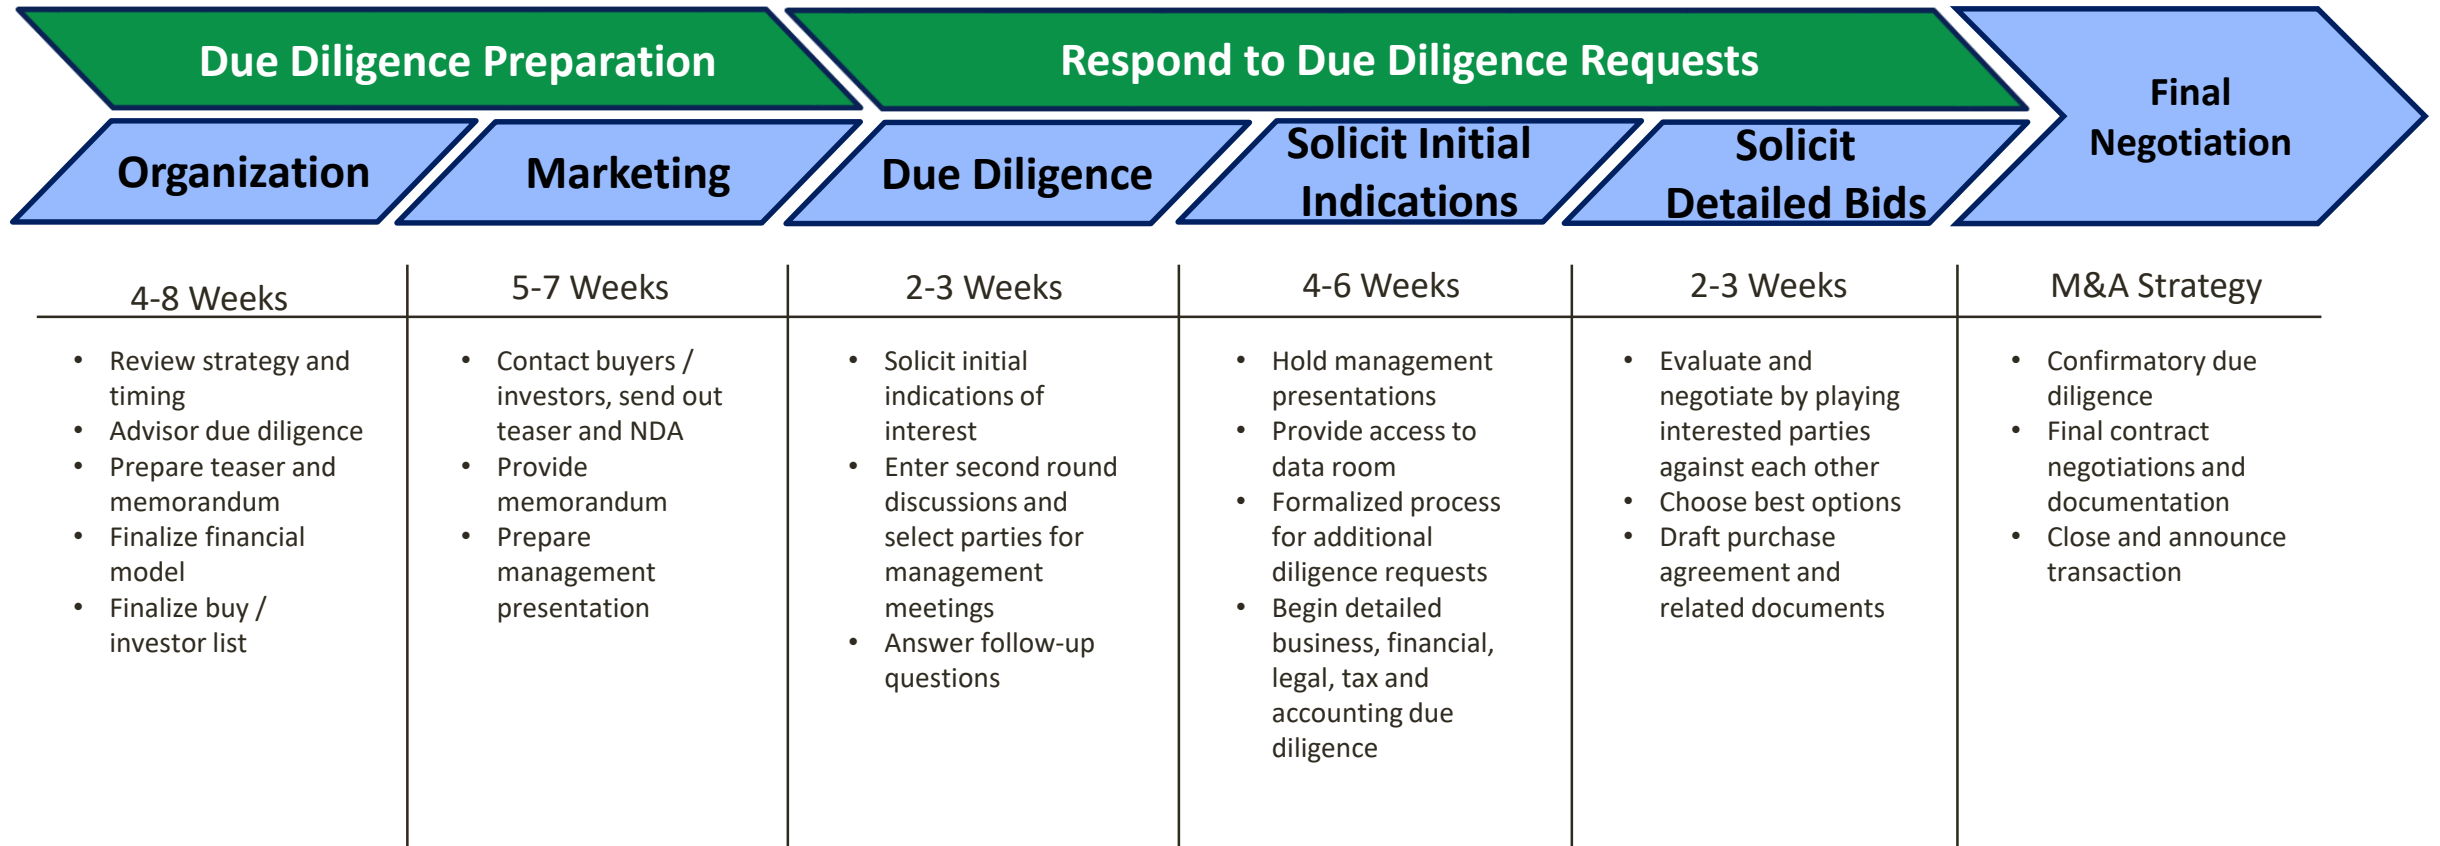 Due Diligence Preparation
Respond to Due Diligence Requests
Final
Negotiation
Organization
Marketing
Due Diligence
Solicit Initial
Indications
Solicit
Detailed Bids
4-8 Weeks
5-7 Weeks
2-3 Weeks
4-6 Weeks
2-3 Weeks
M&A Strategy
• Review strategy and
timing
• Advisor due diligence
• Prepare teaser and
memorandum
• Finalize financial
model
• Finalize buy /
investor list
• Contact buyers /
investors, send out
teaser and NDA
• Provide
memorandum
• Prepare
management
presentation
• Solicit initial
indications of
interest
• Enter second round
discussions and
select parties for
management
meetings
• Answer follow-up
questions
• Hold management
presentations
• Provide access to
data room
• Formalized process
for additional
diligence requests
• Begin detailed
business, financial,
legal, tax and
accounting due
diligence
• Evaluate and
negotiate by playing
interested parties
against each other
• Choose best options
• Draft purchase
agreement and
related documents
• Confirmatory due
diligence
• Final contract
negotiations and
documentation
• Close and announce
transaction